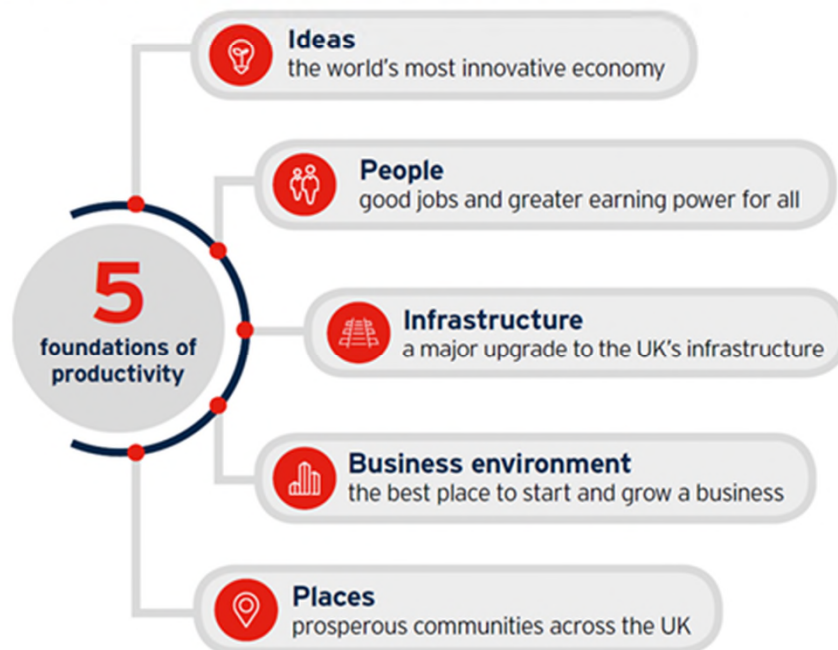 Ideas
the world's most innovative economy
People
good jobs and greater earning power for all
5
foundations of
productivity
Infrastructure
a major upgrade to the UK's infrastructure
Business environment
the best place to start and grow a business
Places
prosperous communities across the UK